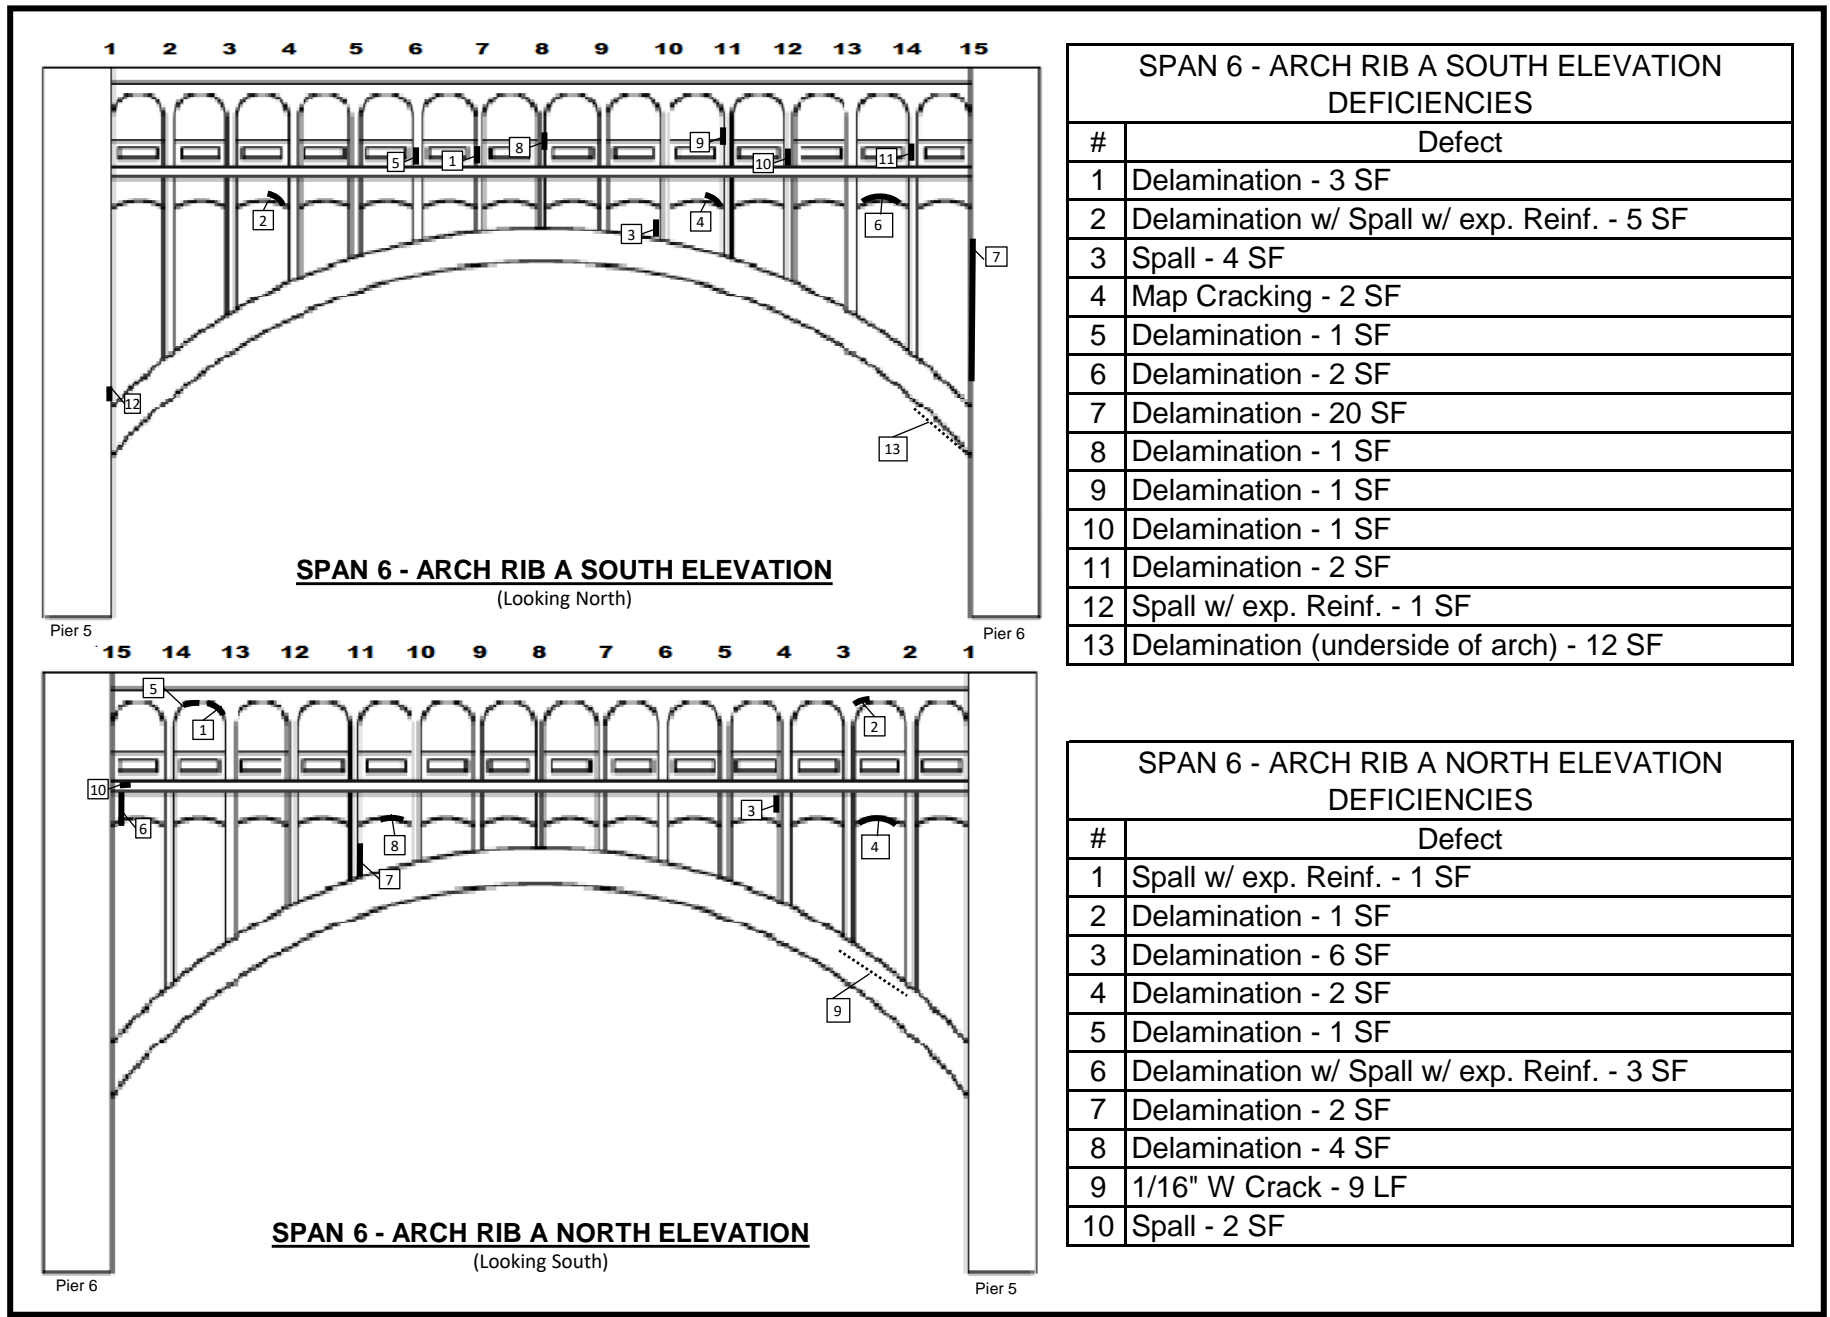 1 2 3 4 5 6 7 8 9 10 11 12 13 14 15
8
9
5
1
10
11
2
4
6
3
7
12
13
SPAN 6 - ARCH RIB A SOUTH ELEVATION
(Looking North)
Pier 5
Pier 6
15 14 13 12 11 10 9 8 7 6 5 4 3 2 1
5
1
2
10
6
3
8
4
7
9
SPAN 6 - ARCH RIB A NORTH ELEVATION
(Looking South)
Pier 6
Pier 5
SPAN 6 - ARCH RIB A SOUTH ELEVATION
DEFICIENCIES
# Defect
1 Delamination - 3 SF
2 Delamination w/ Spall w/ exp. Reinf. - 5 SF
3 Spall - 4 SF
4 Map Cracking - 2 SF
5 Delamination - 1 SF
6 Delamination - 2 SF
7 Delamination - 20 SF
8 Delamination - 1 SF
9 Delamination - 1 SF
10 Delamination - 1 SF
11 Delamination - 2 SF
12 Spall w/ exp. Reinf. - 1 SF
13 Delamination (underside of arch) - 12 SF
SPAN 6 - ARCH RIB A NORTH ELEVATION
DEFICIENCIES
# Defect
1 Spall w/ exp. Reinf. - 1 SF
2 Delamination - 1 SF
3 Delamination - 6 SF
4 Delamination - 2 SF
5 Delamination - 1 SF
6 Delamination w/ Spall w/ exp. Reinf. - 3 SF
7 Delamination - 2 SF
8 Delamination - 4 SF
9 1/16" W Crack - 9 LF
10 Spall - 2 SF